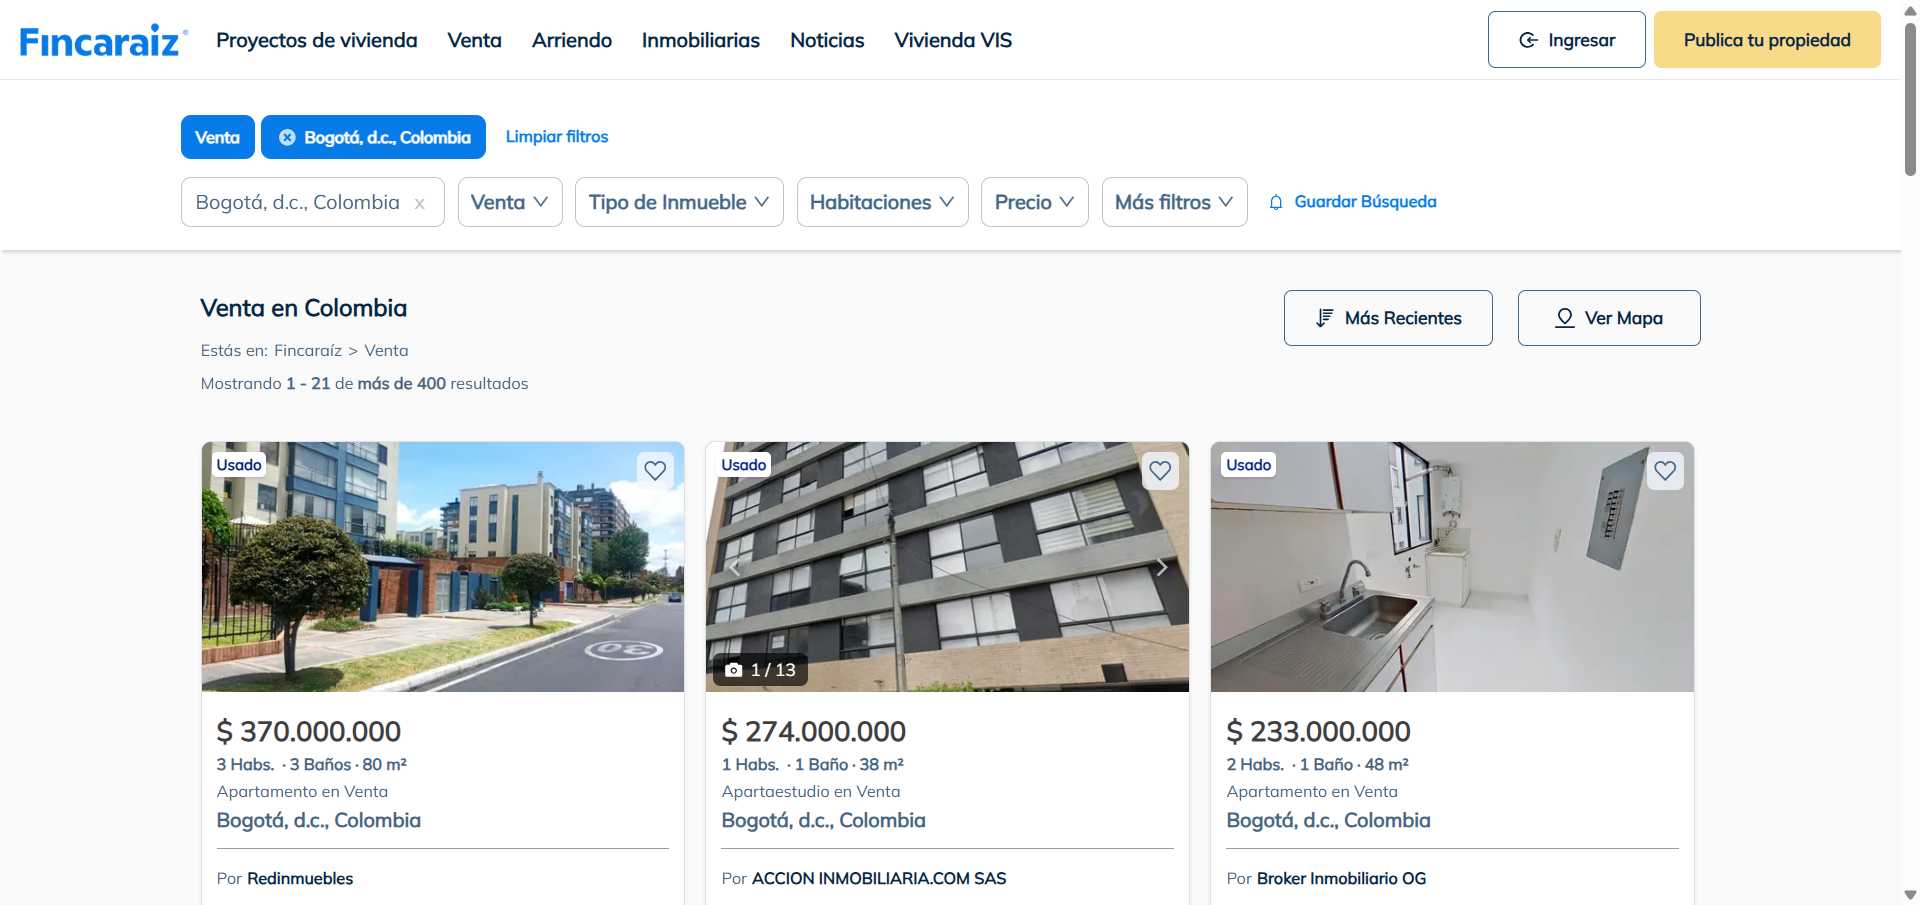 Fincaraiz®
Proyectos de vivienda
Venta
Arriendo
Inmobiliarias
Noticias
Vivienda VIS
Ingresar
Publica tu propiedad
Venta
Bogotá, d.c., Colombia
Limpiar filtros
Bogotá, d.c., Colombia x
Venta
Tipo de Inmueble
Habitaciones
Precio
Más filtros
Guardar Búsqueda
Venta en Colombia
Más Recientes
Ver Mapa
Estás en: Fincaraíz > Venta
Mostrando 1 - 21 de más de 400 resultados
Usado
30
$ 370.000.000
3 Habs. · 3 Baños · 80 m²
Apartamento en Venta
Bogotá, d.c., Colombia
Por Redinmuebles
Usado
1 / 13
$ 274.000.000
1 Habs. · 1 Baño · 38 m²
Apartaestudio en Venta
Bogotá, d.c., Colombia
Por ACCION INMOBILIARIA.COM SAS
Usado
$ 233.000.000
2 Habs. · 1 Baño · 48 m²
Apartamento en Venta
Bogotá, d.c., Colombia
Por Broker Inmobiliario OG